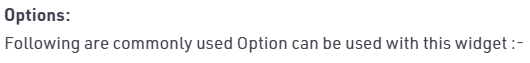 Options:
Following are commonly used Option can be used with this widget :-